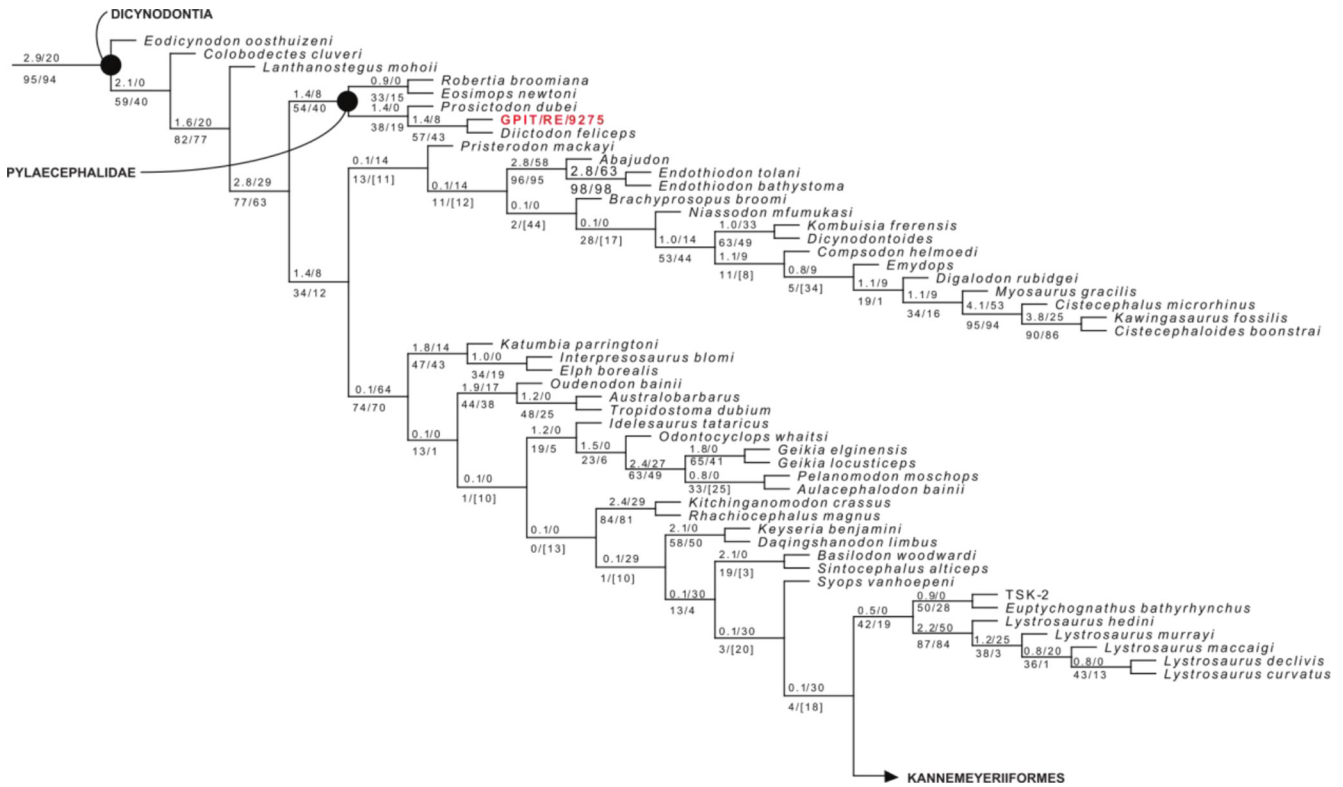 DICYNODONTIA
Eodicynodon oosthuizeni
2.9/20
Colobodectes cluveri
Lanthanostegus mohoii
95/94
2.1/0
0.9/0
Robertia broomiana
59/40
1.4/8
33/15
Eosimops newtoni
54/40
1.4/0
Prosictodon dubei
1.6/20
38/19
1.4/8
GPIT/RE/9275
82/77
57/43
Diictodon feliceps
Pristerodon mackayi
PYLAECEPHALIDAE
0.1/14
2.8/58
Abajudon
2.8/63
Endothiodon tolani
13/[11]
96/95
2.8/29
0.1/14
98/98
Endothiodon bathystoma
77/63
11/[12]
0.1/0
Brachyprosopus broomi
2/[44]
0.1/0
Niassodon mfumukasi
28/[17]
1.0/33
Kombuisia frerensis
1.0/14
63/49
Dicynodontoides
53/44
1.1/9
Compsodon helmoedi
11/[8]
0.8/9
Emydops
1.4/8
5/[34]
1.1/9
Digalodon rubidgei
34/12
19/1
1.1/9
Myosaurus gracilis
34/16
4.1/53
Cistecephalus microrhinus
95/94
3.8/25
Kawingasaurus fossilis
90/86
Cistecephaloides boonstrai
1.8/14
Katumbia parringtoni
47/43
1.0/0
Interpresosaurus blomi
34/19
Elph borealis
0.1/64
1.9/17
Oudenodon bainii
74/70
44/38
1.2/0
Australobarbarus
48/25
Tropidostoma dubium
0.1/0
1.2/0
Idelesaurus tataricus
13/1
19/5
1.5/0
Odontocyclops whaitsi
23/6
1.8/0
Geikia elginensis
2.4/27
65/41
Geikia locusticeps
63/49
0.8/0
Pelanomodon moschops
0.1/0
33/[25]
Aulacephalodon bainii
1/[10]
2.4/29
Kitchinganomodon crassus
84/81
Rhachiocephalus magnus
0.1/0
2.1/0
Keyseria benjamini
0/[13]
58/50
Daqingshanodon limbus
0.1/29
2.1/0
Basilodon woodwardi
1/[10]
19/[3]
Sintocephalus alticeps
0.1/30
Syops vanhoepeni
13/4
0.9/0
TSK-2
0.5/0
50/28
Euptychognathus bathyrhynchus
42/19
2.2/50
Lystrosaurus hedini
0.1/30
87/84
1.2/25
Lystrosaurus murrayi
3/[20]
38/3
0.8/20
Lystrosaurus maccaigi
36/1
0.8/0
Lystrosaurus declivis
43/13
Lystrosaurus curvatus
0.1/30
4/[18]
KANNEMEYERIIFORMES